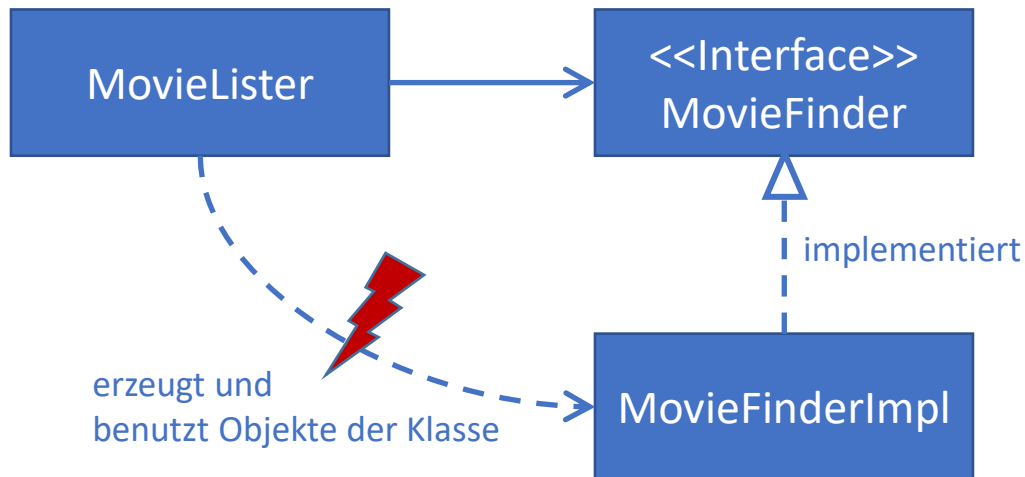 MovieLister
<<Interface>>
MovieFinder
implementiert
erzeugt und
benutzt Objekte der Klasse
MovieFinderImpl